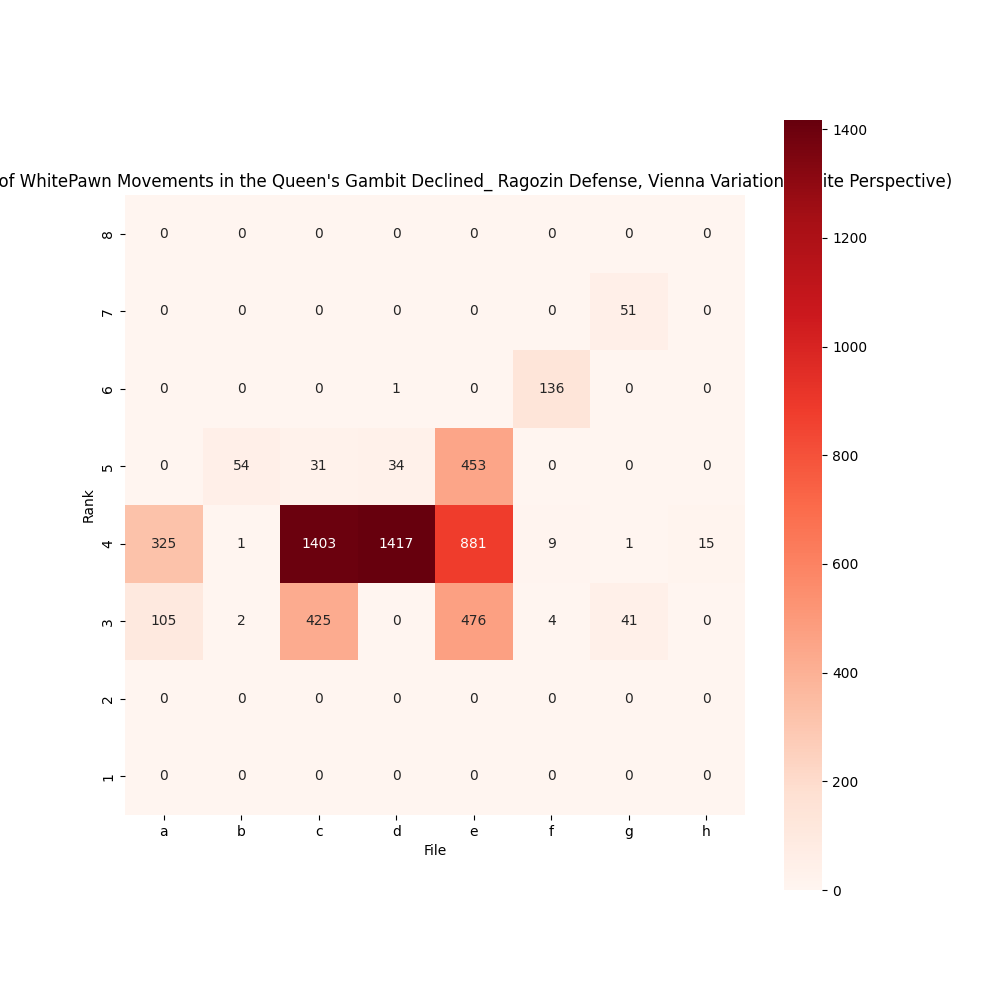 of WhitePawn Movements in the Queen's Gambit Declined_ Ragozin Defense, Vienna Variation ite Perspective)
8 0 0 0 0 0 0 0 0
7 0 0 0 0 0 0 51 0
6 0 0 0 1 0 136 0 0
5 0 54 31 34 453 0 0 0
4 325 1 1403 1417 881 9 1 15
3 105 2 425 0 476 4 41 0
2 0 0 0 0 0 0 0 0
1 0 0 0 0 0 0 0 0
a b c d e f g h
File
Rank
1400
1200
1000
800
600
400
200
0